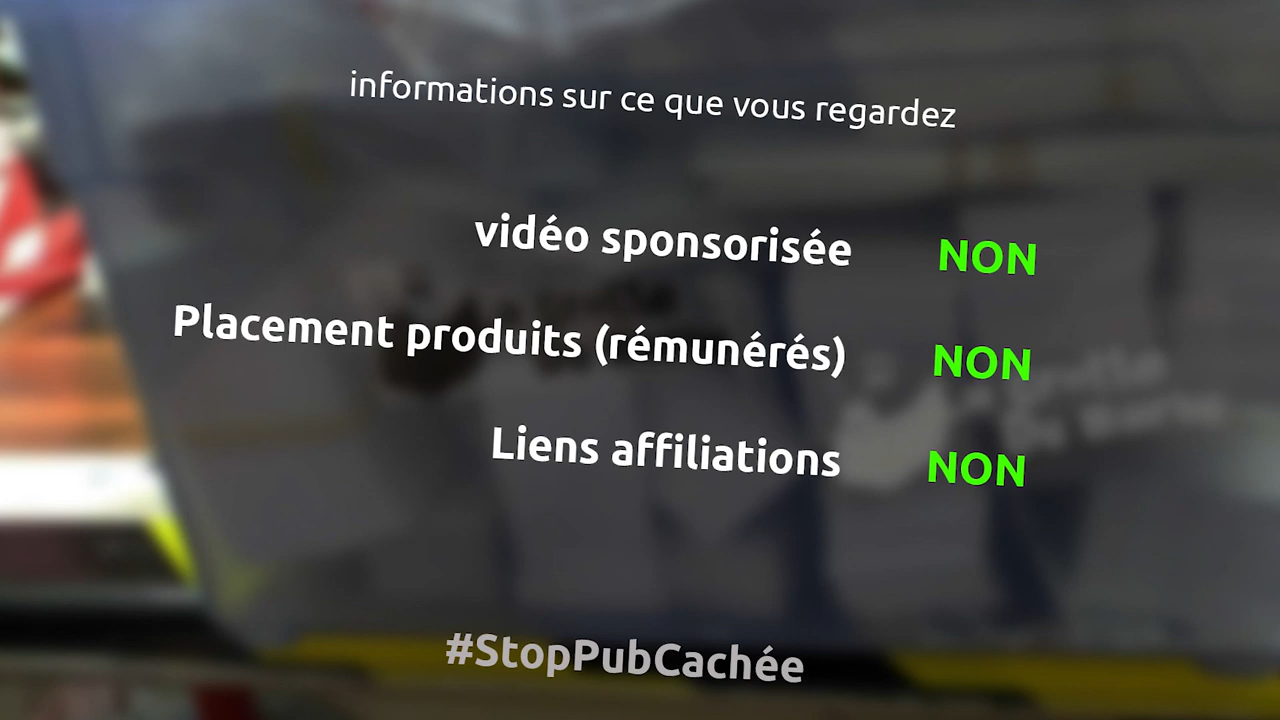 informations sur ce que vous regardez
vidéo sponsorisée NON
Placement produits (rémunérés) NON
Liens affiliations NON
#StopPubCachée